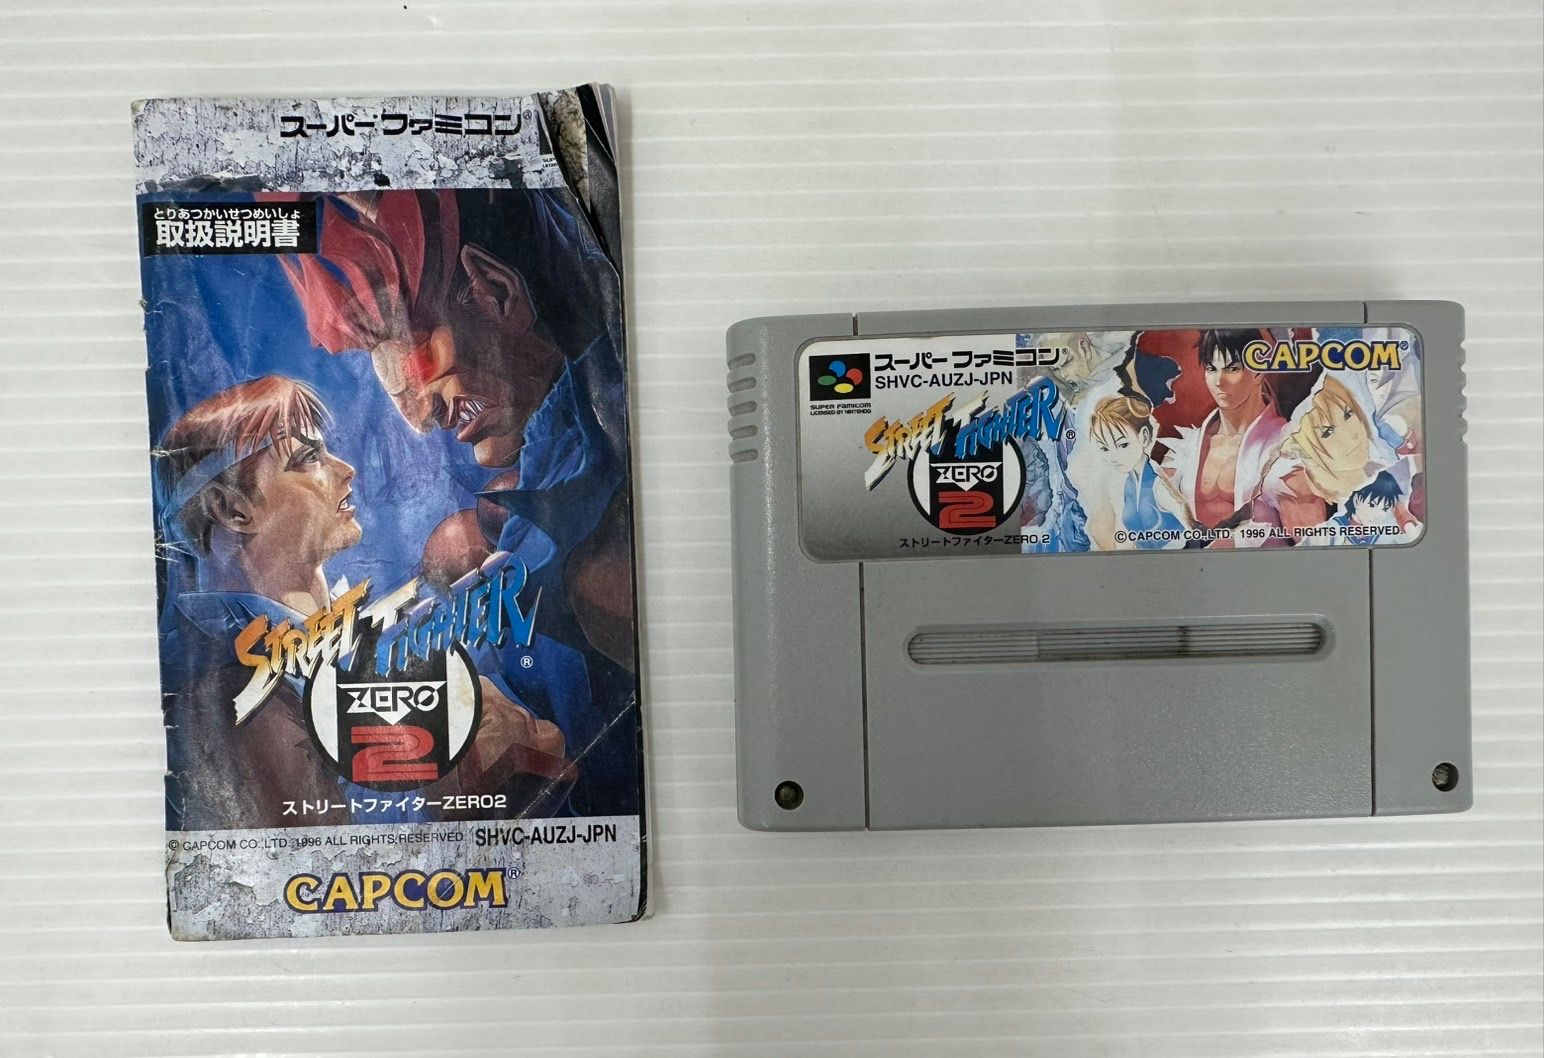 スーパーファミコン®
とりあつかいせつめいしょ
取扱説明書
STREET FIGHTER®
ZERO
2
ストリートファイターZERO2
© CAPCOM CO.,LTD. 1996 ALL RIGHTS RESERVED. SHVC-AUZJ-JPN
CAPCOM®
スーパーファミコン®
SHVC-AUZJ-JPN
SUPER FAMICOM
LICENSED BY NINTENDO
CAPCOM®
STREET FIGHTER®
ZERO
2
ストリートファイターZERO 2
© CAPCOM CO.,LTD. 1996 ALL RIGHTS RESERVED.